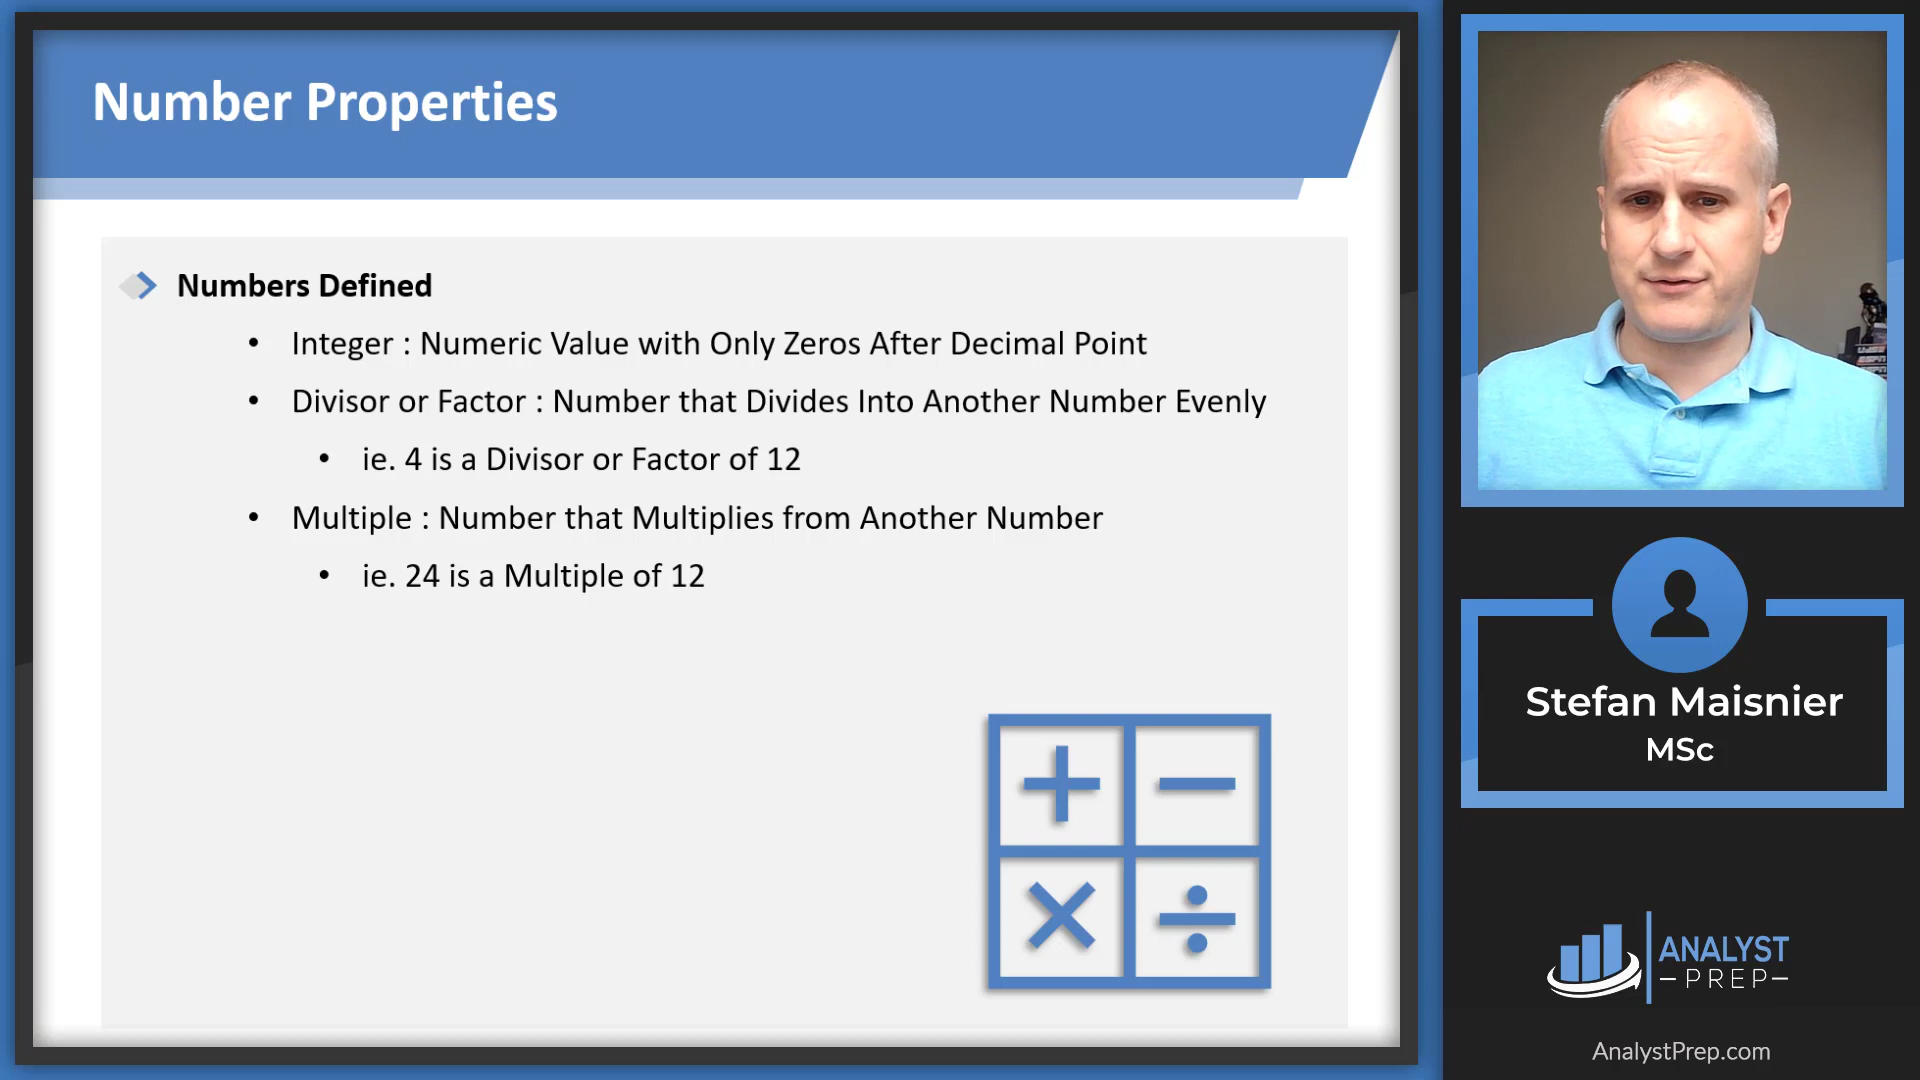 Number Properties
Numbers Defined
• Integer : Numeric Value with Only Zeros After Decimal Point
• Divisor or Factor : Number that Divides Into Another Number Evenly
• ie. 4 is a Divisor or Factor of 12
• Multiple : Number that Multiplies from Another Number
• ie. 24 is a Multiple of 12
Stefan Maisnier
MSc
ANALYST
PREP
AnalystPrep.com